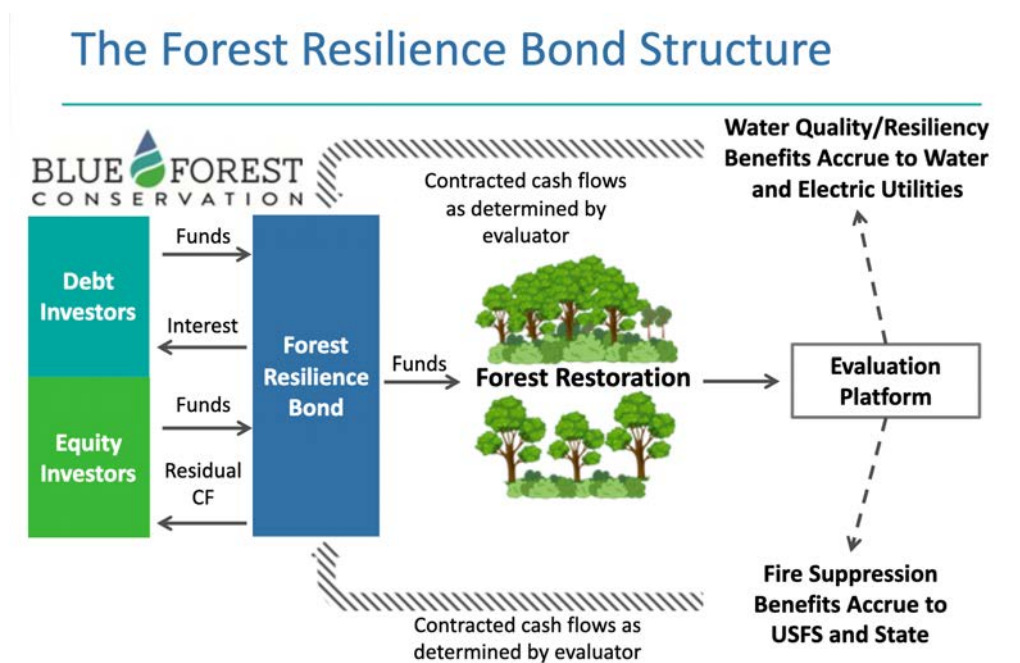 The Forest Resilience Bond Structure
BLUE FOREST
CONSERVATION
Water Quality/Resiliency
Benefits Accrue to Water
and Electric Utilities
Contracted cash flows
as determined by
evaluator
Debt
Investors
Equity
Investors
Funds
Interest
Funds
Residual
CF
Forest
Resilience
Bond
Funds
Forest Restoration
Evaluation
Platform
Fire Suppression
Benefits Accrue to
USFS and State
Contracted cash flows as
determined by evaluator